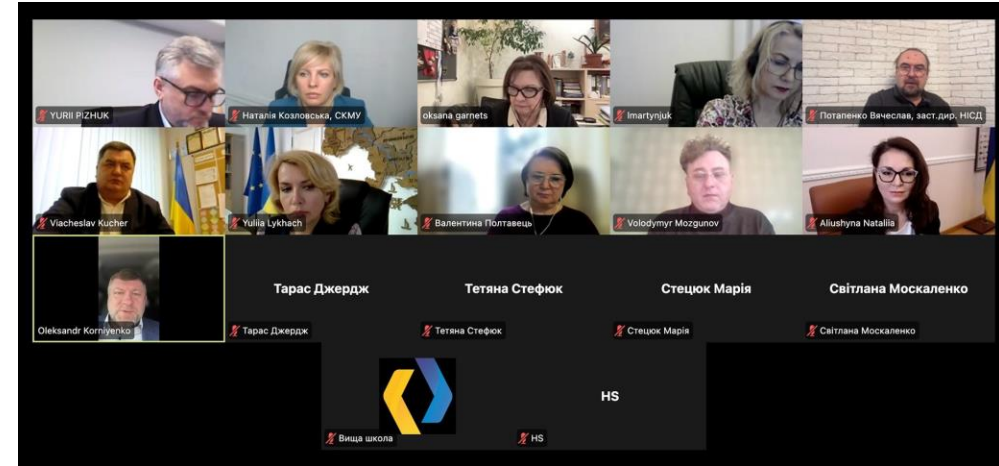 YURII PIZHUK
Наталія Козловська, СКМУ
oksana garnets
lmartynjuk
Потапенко Вячеслав, заст.дир. НІСД
Viacheslav Kucher
Yuliia Lykhach
Валентина Полтавець
Volodymyr Mozgunov
Aliushyna Nataliia
Oleksandr Korniyenko
Тарас Джердж
Тарас Джердж
Тетяна Стефюк
Тетяна Стефюк
Стецюк Марія
Стецюк Марія
Світлана Москаленко
Світлана Москаленко
Вища школа
HS
HS